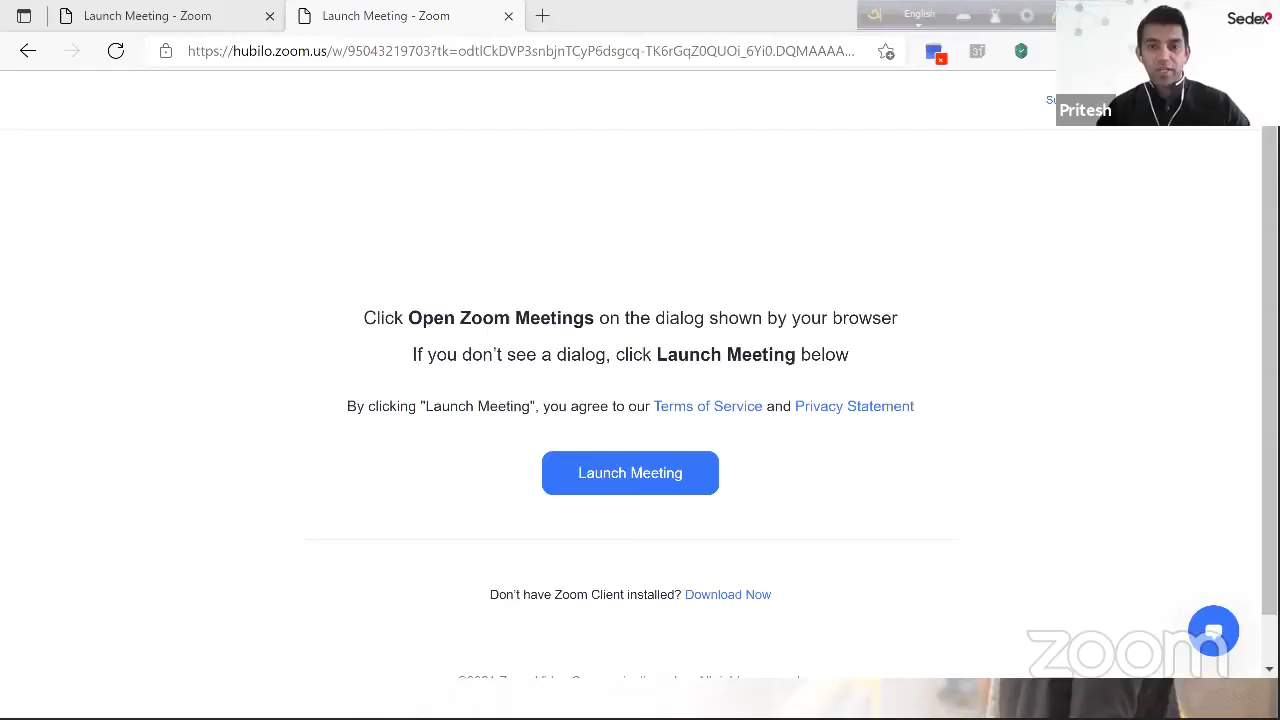 Launch Meeting - Zoom
Launch Meeting - Zoom
English
Sedex
https://hubilo.zoom.us/w/95043219703?tk=odtlCkDVP3snbjnTCyP6dsgcq-TK6rGqZ0QUOi_6Yi0.DQMAAAA...
31
Pritesh
Click Open Zoom Meetings on the dialog shown by your browser
If you don't see a dialog, click Launch Meeting below
By clicking "Launch Meeting", you agree to our Terms of Service and Privacy Statement
Launch Meeting
Don't have Zoom Client installed? Download Now
zoom